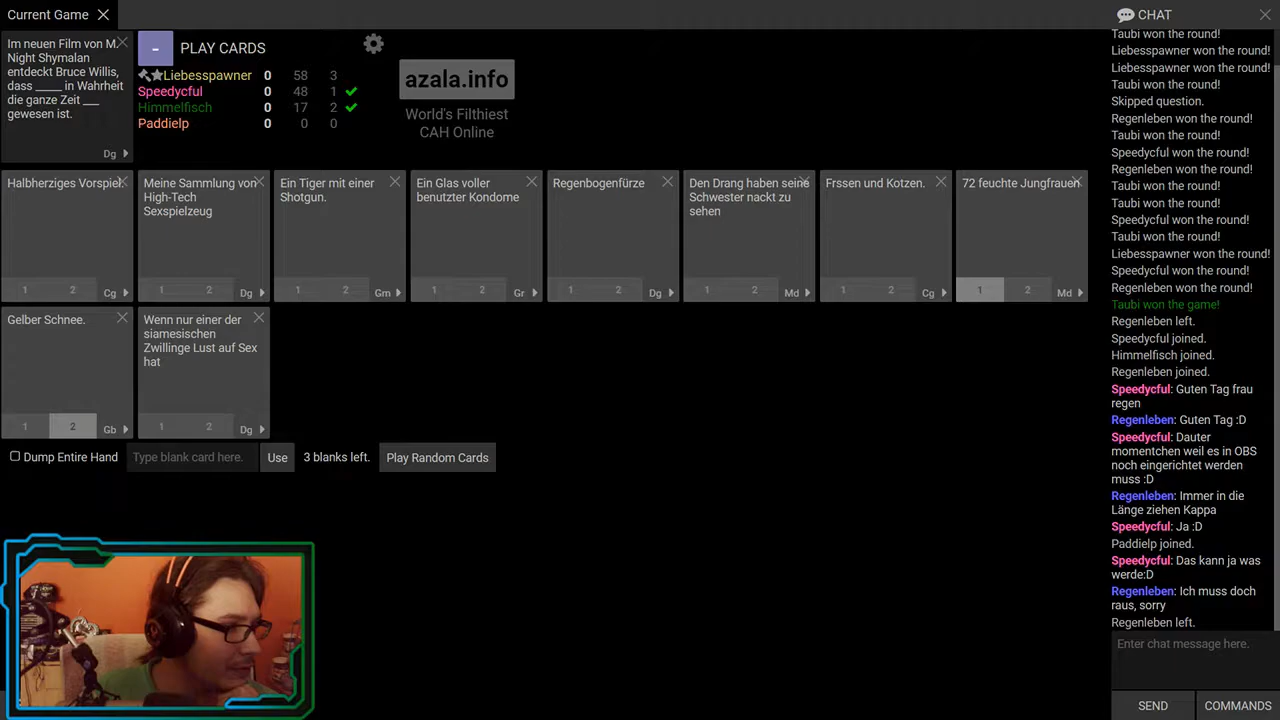 Current Game
Im neuen Film von M.
Night Shymalan
entdeckt Bruce Willis,
dass _____ in Wahrheit
die ganze Zeit ___
gewesen ist.
Dg
-
PLAY CARDS
Liebesspawner 0 58 3
Speedycful 0 48 1
Himmelfisch 0 17 2
Paddielp 0 0 0
azala.info
World's Filthiest
CAH Online
Halbherziges Vorspiel.
1 2 Cg
Meine Sammlung von
High-Tech
Sexspielzeug
1 2 Dg
Ein Tiger mit einer
Shotgun.
1 2 Gm
Ein Glas voller
benutzter Kondome
1 2 Gr
Regenbogenfürze
1 2 Dg
Den Drang haben seine
Schwester nackt zu
sehen
1 2 Md
Frssen und Kotzen.
1 2 Cg
72 feuchte Jungfrauen
1 2 Md
Gelber Schnee.
1 2 Gb
Wenn nur einer der
siamesischen
Zwillinge Lust auf Sex
hat
1 2 Dg
Dump Entire Hand
Type blank card here.
Use
3 blanks left.
Play Random Cards
CHAT
Taubi won the round!
Liebesspawner won the round!
Liebesspawner won the round!
Taubi won the round!
Skipped question.
Regenleben won the round!
Taubi won the round!
Speedycful won the round!
Regenleben won the round!
Taubi won the round!
Taubi won the round!
Speedycful won the round!
Taubi won the round!
Liebesspawner won the round!
Speedycful won the round!
Regenleben won the round!
Taubi won the game!
Regenleben left.
Speedycful joined.
Himmelfisch joined.
Regenleben joined.
Speedycful: Guten Tag frau
regen
Regenleben: Guten Tag :D
Speedycful: Dauter
momentchen weil es in OBS
noch eingerichtet werden
muss :D
Regenleben: Immer in die
Länge ziehen Kappa
Speedycful: Ja :D
Paddielp joined.
Speedycful: Das kann ja was
werde:D
Regenleben: Ich muss doch
raus, sorry
Regenleben left.
Enter chat message here.
SEND
COMMANDS